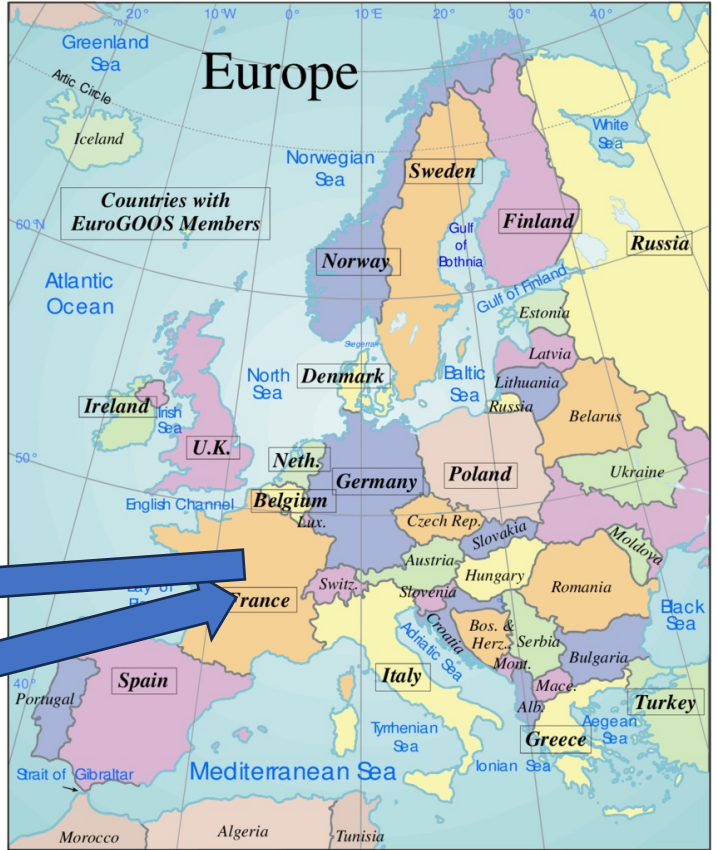 20°
10°W
0°
10°E
20°
30°
40°
70°
Greenland
Sea
Europe
Artic Circle
Iceland
White
Sea
Norwegian
Sea
Sweden
Countries with
EuroGOOS Members
Finland
60°N
Gulf
of
Bothnia
Russia
Norway
Atlantic
Ocean
Gulf of Finland
Estonia
Skagerrak
Latvia
North
Sea
Denmark
Baltic
Sea
Lithuania
Russia
Ireland
Irish
Sea
Belarus
U.K.
50°
Neth.
Germany
Poland
Ukraine
English Channel
Belgium
Lux.
Czech Rep.
Slovakia
Moldova
Austria
Switz.
Hungary
Slovenia
Romania
of
France
Black
Sea
Croatia
Bos. &
Herz.
Serbia
Adriatic Sea
Mont.
Bulgaria
40°
Spain
Italy
Mace.
Portugal
Alb.
Turkey
Tyrrhenian
Sea
Greece
Aegean
Sea
Strait of Gibraltar
Mediterranean Sea
Ionian Sea
Morocco
Algeria
Tunisia